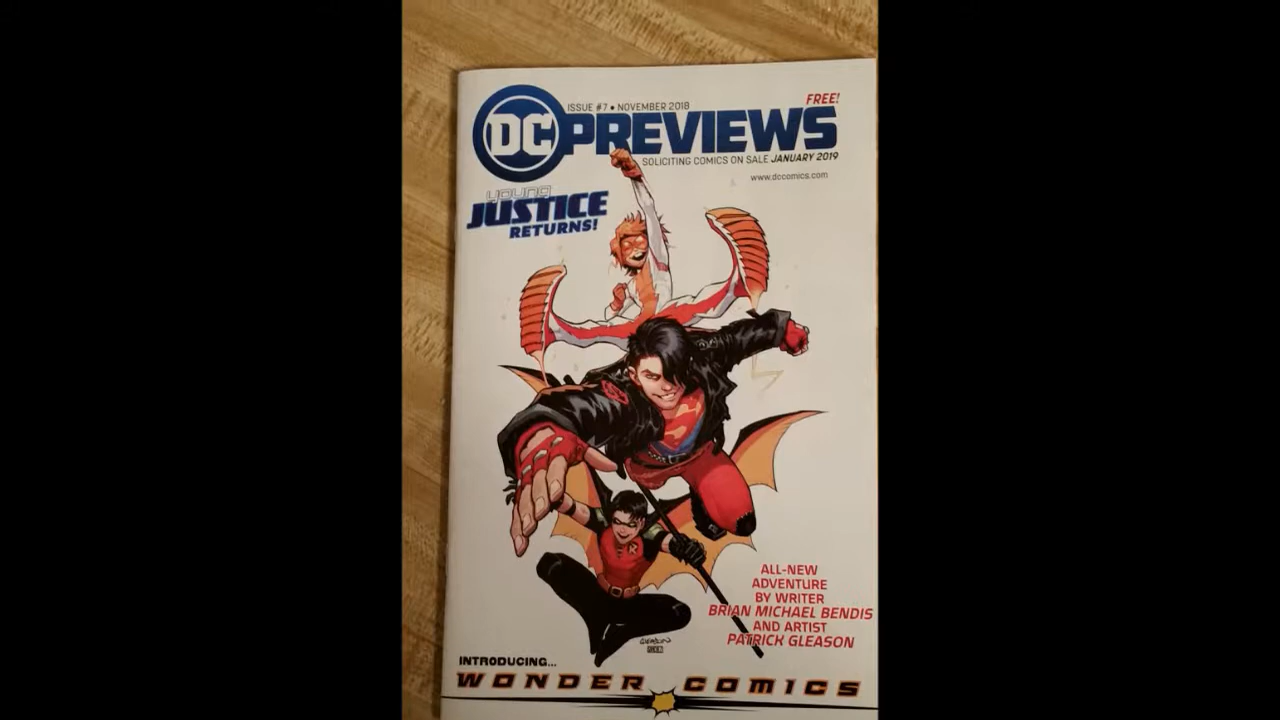 ISSUE #7 • NOVEMBER 2018
FREE!
DC PREVIEWS
SOLICITING COMICS ON SALE JANUARY 2019
www.dccomics.com
young
JUSTICE
RETURNS!
ALL-NEW
ADVENTURE
BY WRITER
BRIAN MICHAEL BENDIS
AND ARTIST
PATRICK GLEASON
GLEASON
INTRODUCING...
WONDER COMICS